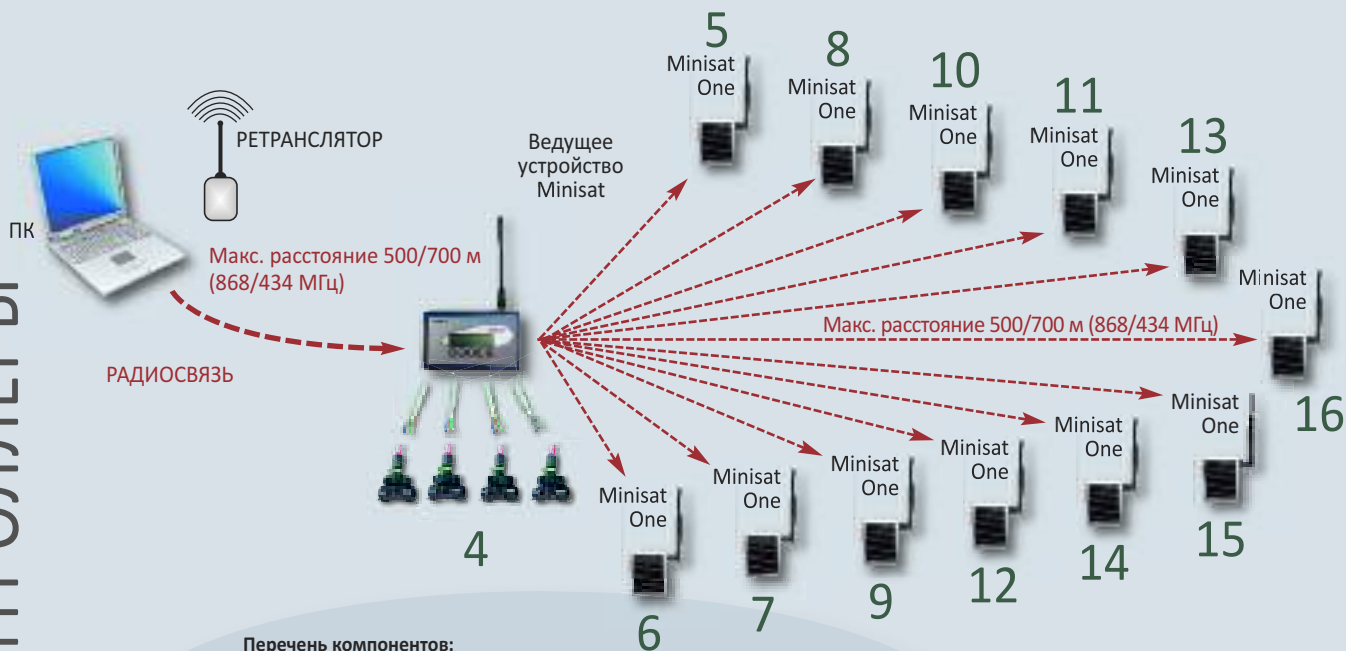 5
Minisat
One
8
Minisat
One
10
Minisat
One
11
Minisat
One
13
Minisat
One
РЕТРАНСЛЯТОР
Ведущее
устройство
Minisat
ПК
Макс. расстояние 500/700 м
(868/434 МГц)
Minisat
One
16
Макс. расстояние 500/700 м (868/434 МГц)
РАДИОСВЯЗЬ
4
Minisat
One
6
Minisat
One
7
Minisat
One
9
Minisat
One
12
Minisat
One
14
Minisat
One
15
Перечень компонентов: